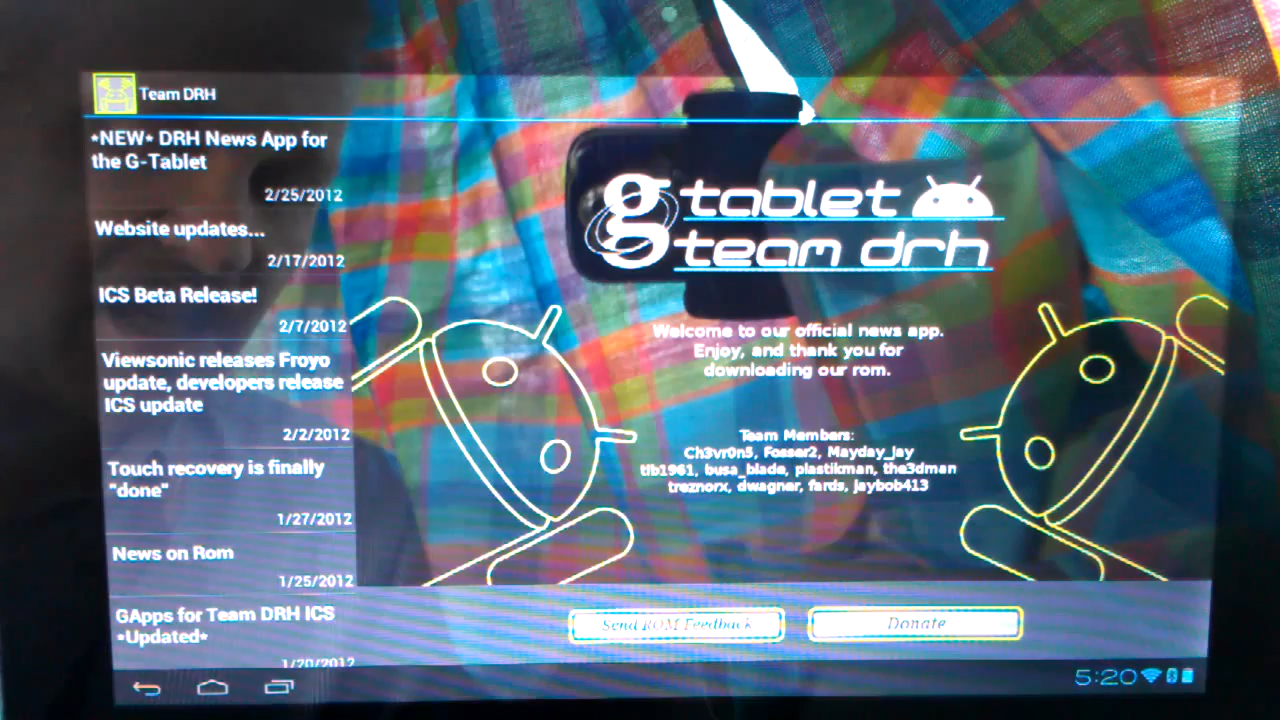 Team DRH
*NEW* DRH News App for
the G-Tablet
2/25/2012
Website updates...
2/17/2012
ICS Beta Release!
2/7/2012
Viewsonic releases Froyo
update, developers release
ICS update
2/2/2012
Touch recovery is finally
"done"
1/27/2012
News on Rom
1/25/2012
GApps for Team DRH ICS
*Updated*
1/20/2012
g tablet
team drh
Welcome to our official news app.
Enjoy, and thank you for
downloading our rom.
Team Members:
Ch3vr0n5, Fosser2, Mayday_jay
tlb1961, busa_blade, plastikman, the3dman
treznorx, dwagner, fards, jaybob413
Send ROM Feedback
Donate
5:20